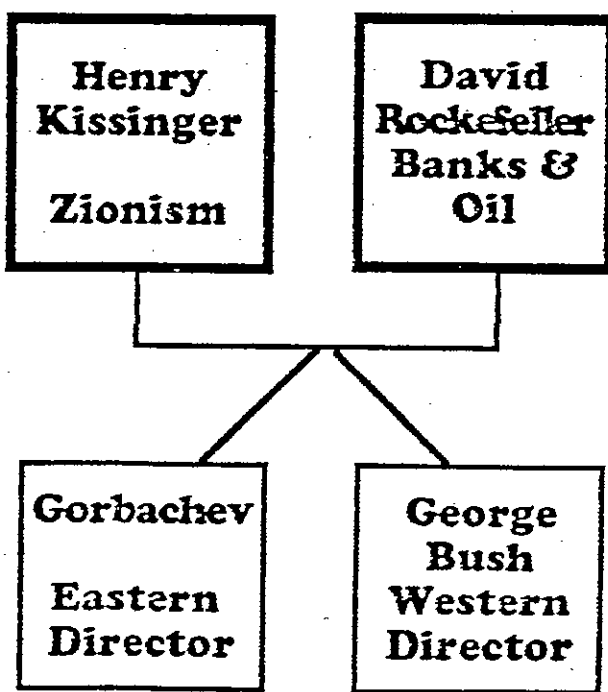 Henry
Kissinger
Zionism
David
Rockefeller
Banks &
Oil
Gorbachev
Eastern
Director
George
Bush
Western
Director